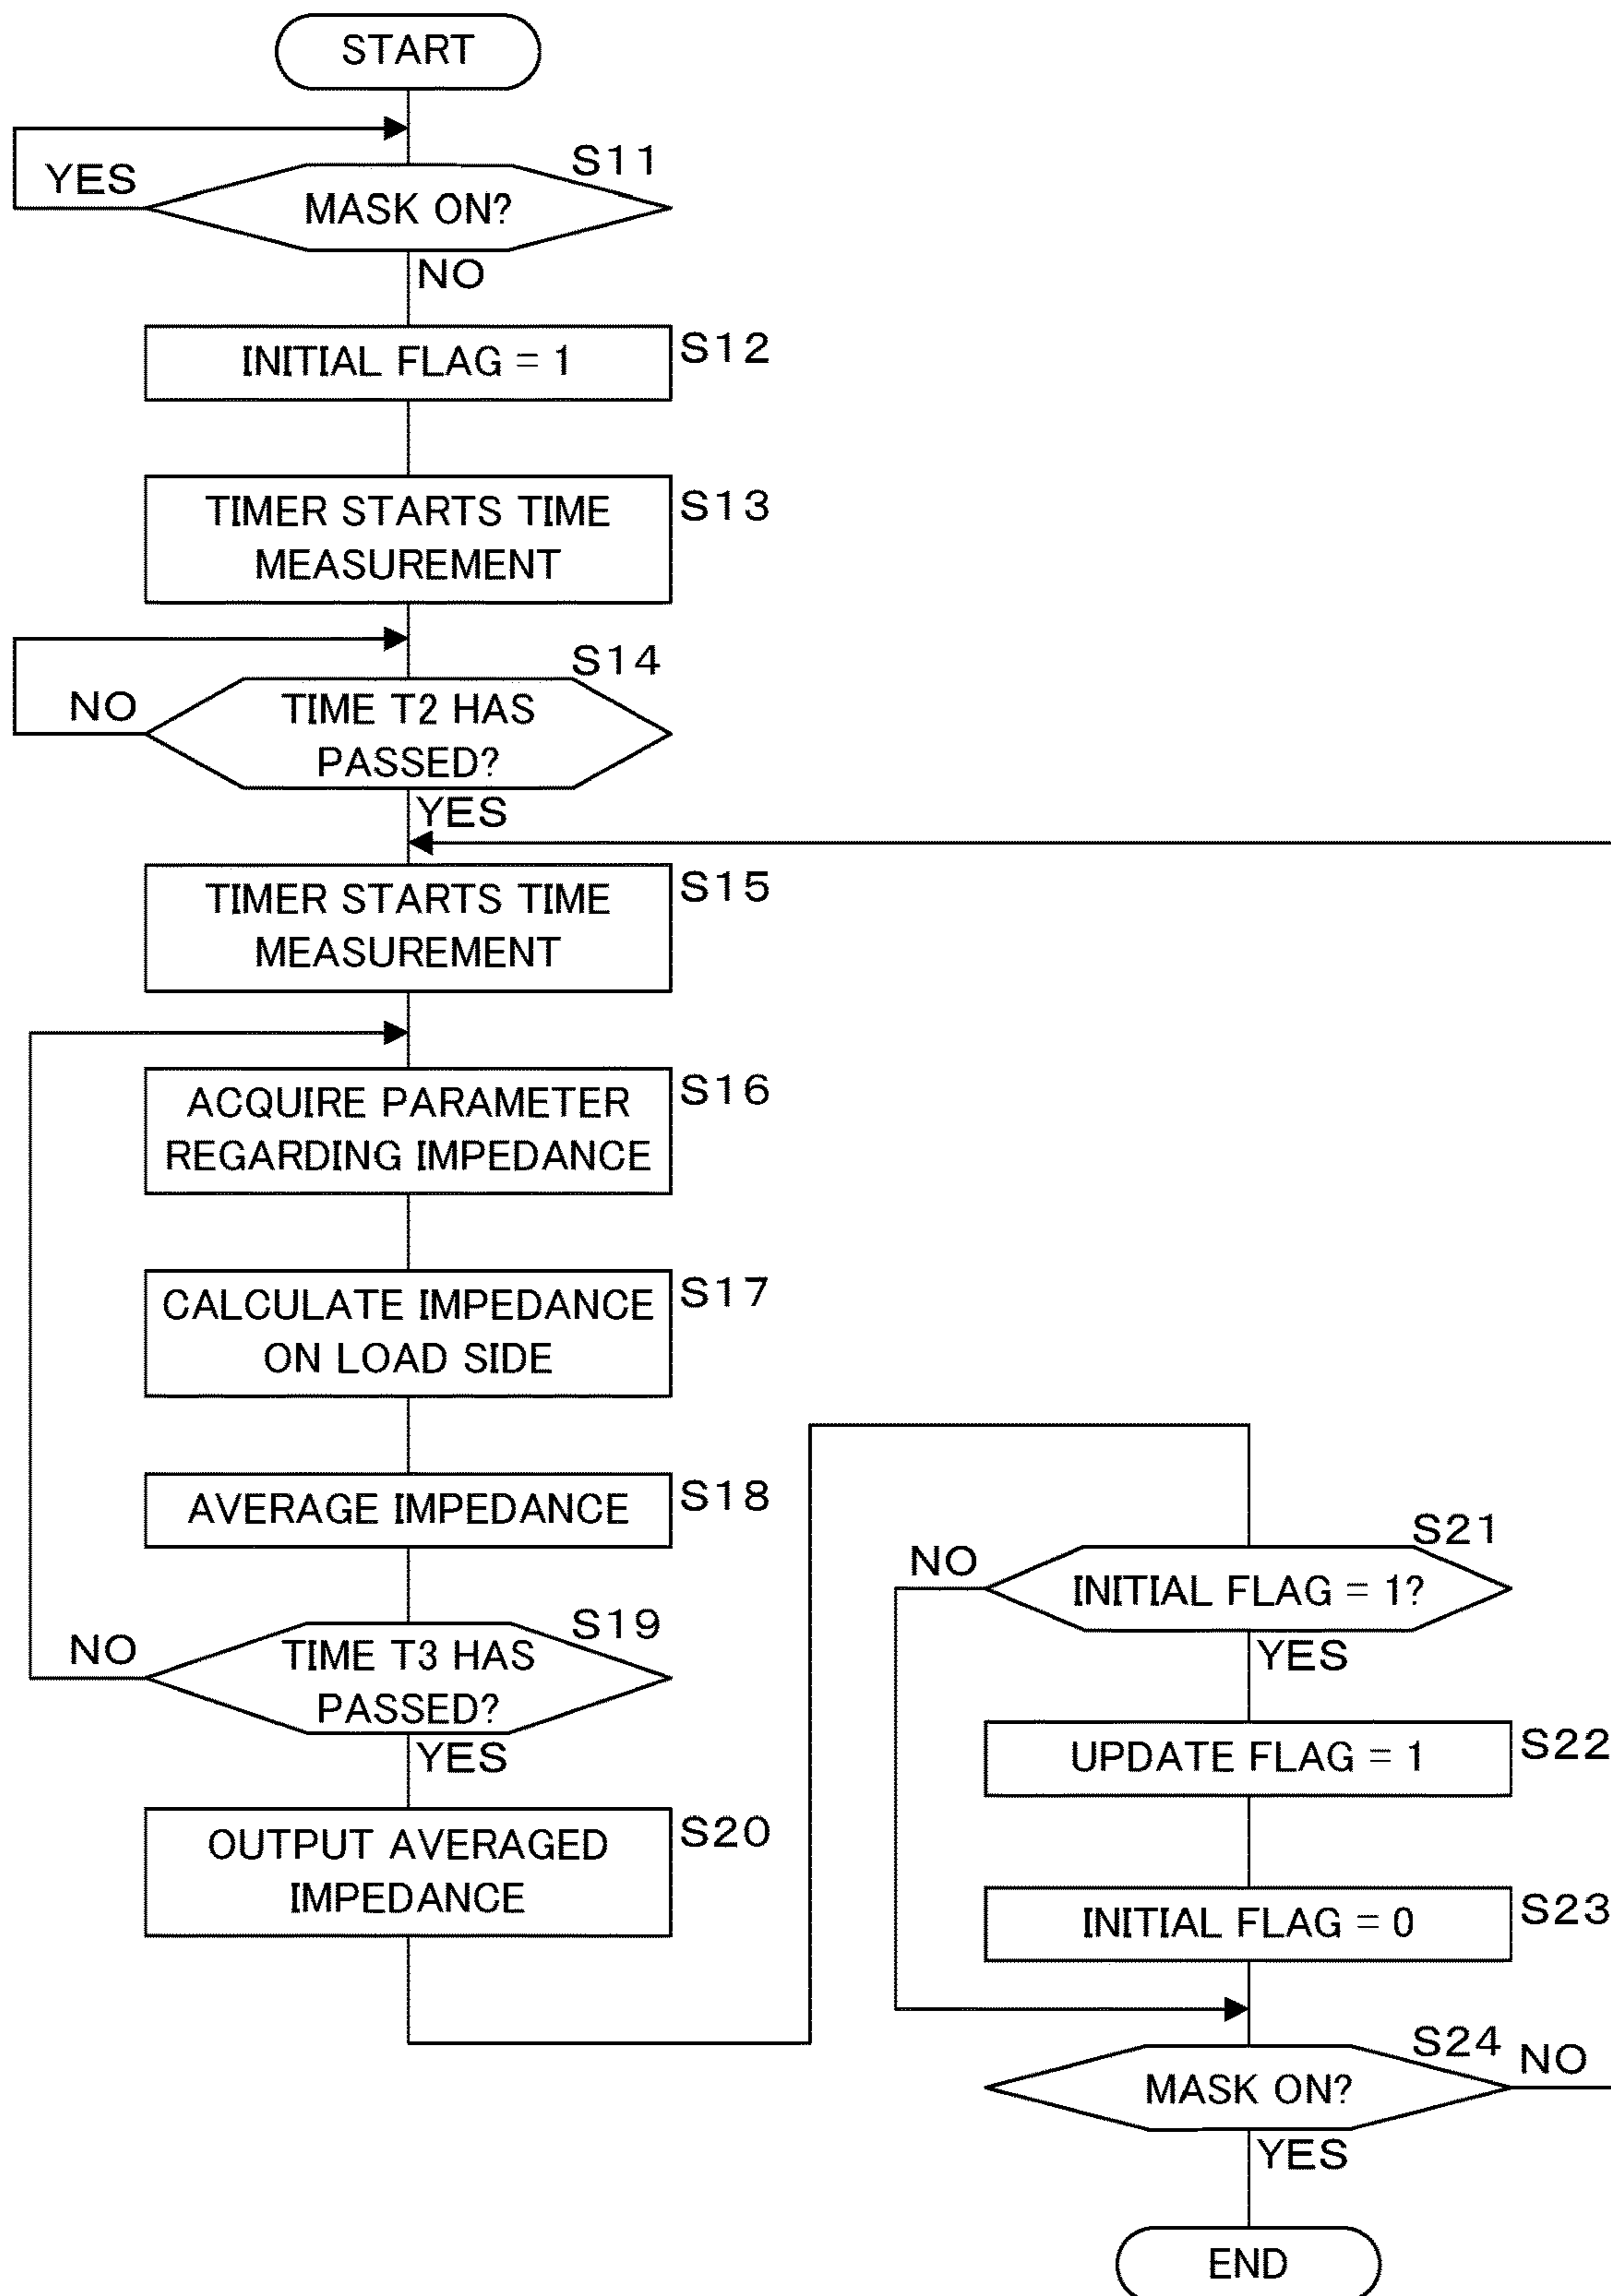 START
YES
S11
MASK ON?
NO
INITIAL FLAG = 1
S12
TIMER STARTS TIME
MEASUREMENT
S13
S14
NO
TIME T2 HAS
PASSED?
YES
TIMER STARTS TIME
MEASUREMENT
S15
ACQUIRE PARAMETER
REGARDING IMPEDANCE
S16
CALCULATE IMPEDANCE
ON LOAD SIDE
S17
AVERAGE IMPEDANCE
S18
S19
NO
TIME T3 HAS
PASSED?
YES
OUTPUT AVERAGED
IMPEDANCE
S20
S21
NO
INITIAL FLAG = 1?
YES
UPDATE FLAG = 1
S22
INITIAL FLAG = 0
S23
S24
NO
MASK ON?
YES
END